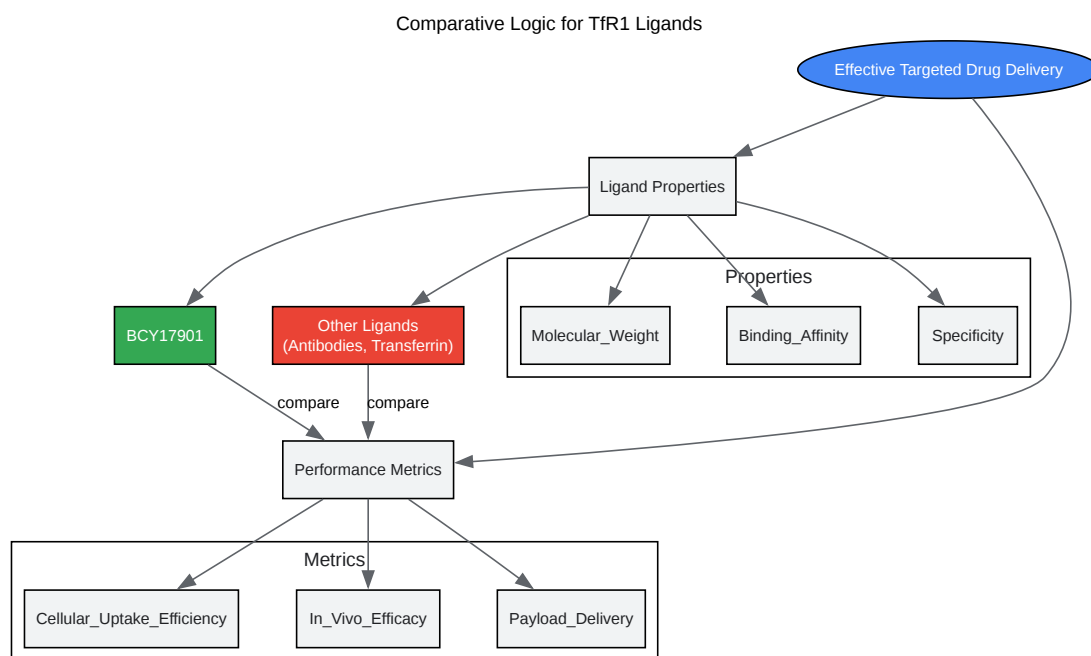 Comparative Logic for TfR1 Ligands
Effective Targeted Drug Delivery
Ligand Properties
Properties
BCY17901
Other Ligands
(Antibodies, Transferrin)
Molecular_Weight
Binding_Affinity
Specificity
compare
compare
Performance Metrics
Metrics
Cellular_Uptake_Efficiency
In_Vivo_Efficacy
Payload_Delivery